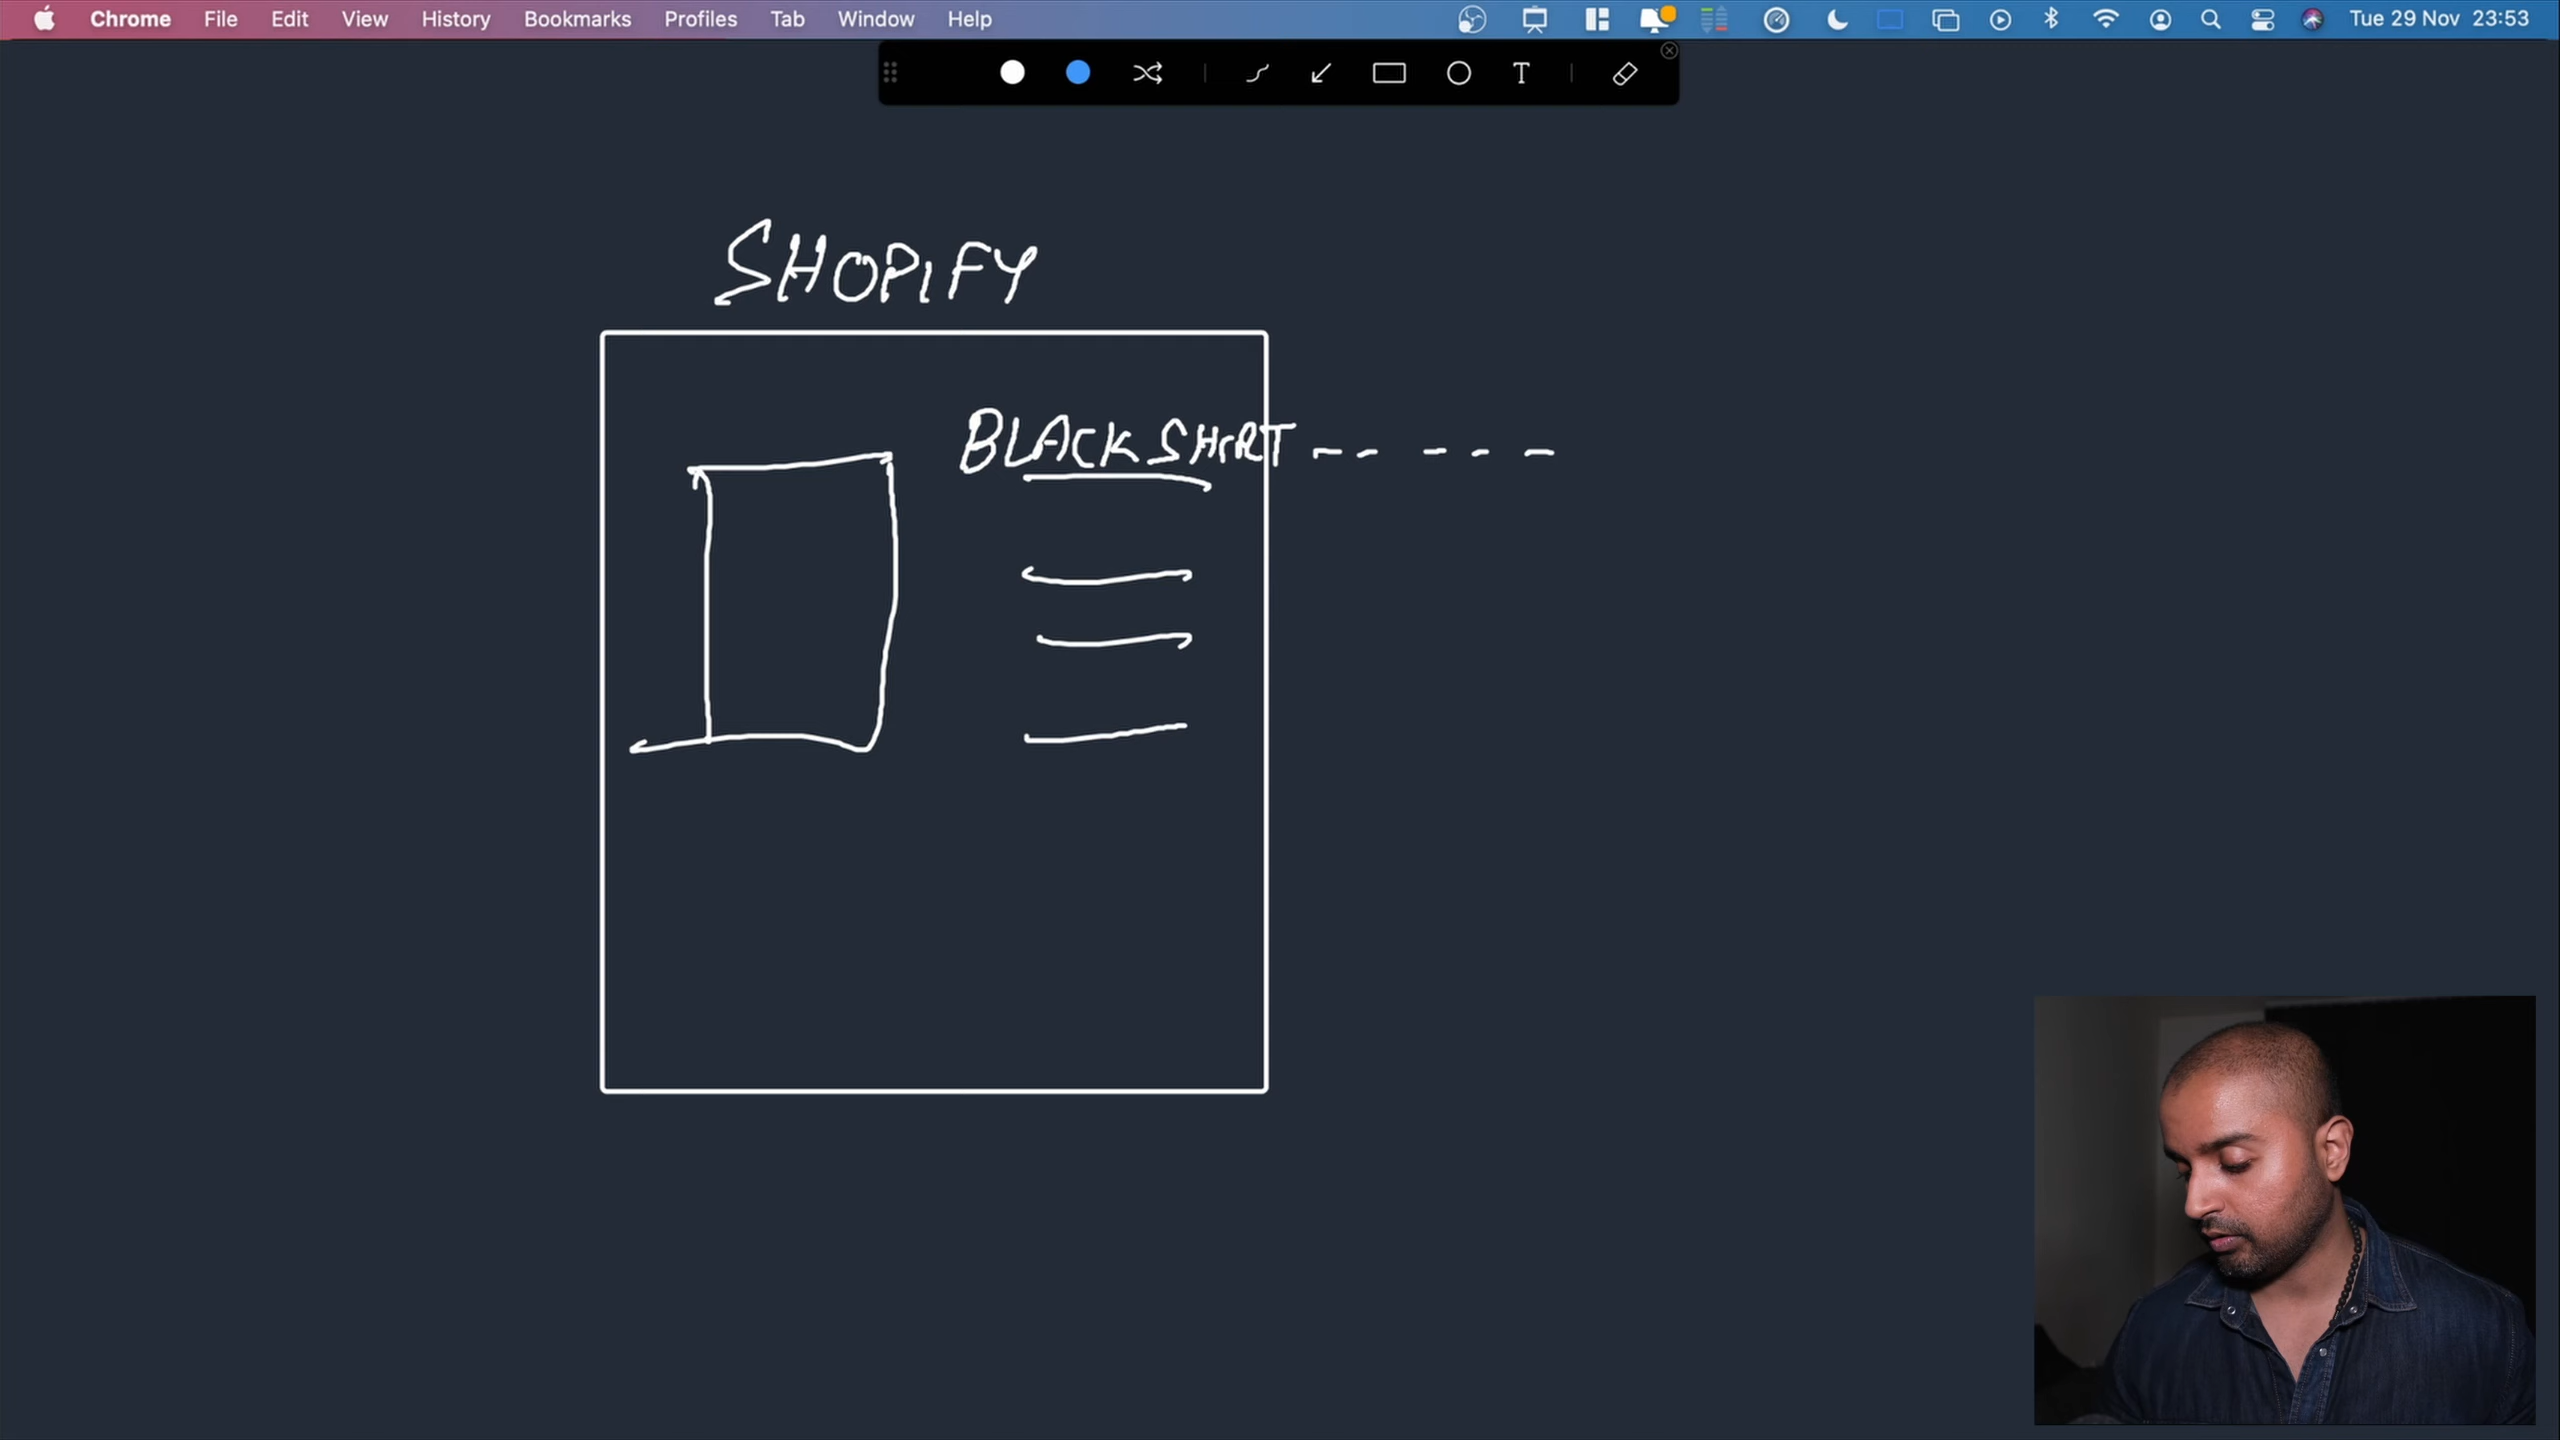 Chrome File Edit View History Bookmarks Profiles Tab Window Help Tue 29 Nov 23:53
T
SHOPIFY
BLACK SHIRT -- - - -